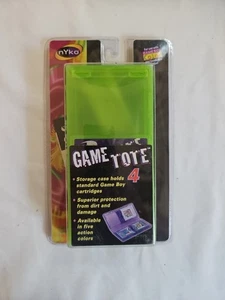 nyko
GAME TOTE
4
• Storage case holds
standard Game Boy
cartridges
• Superior protection
from dirt and
damage
• Available
in five
action
colors